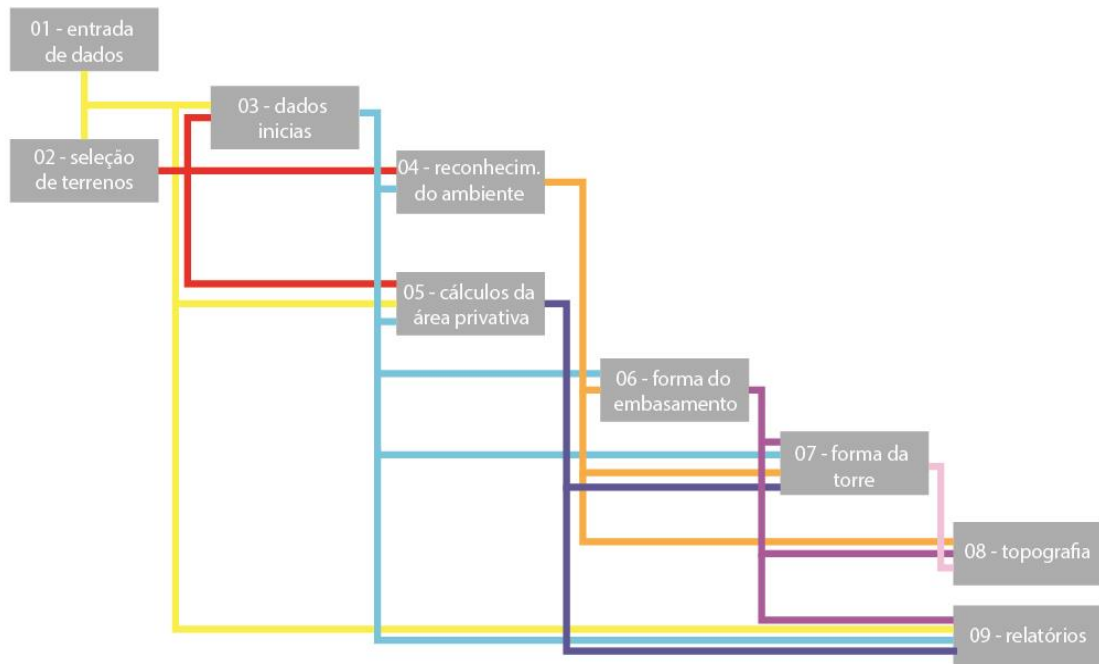 01 - entrada
de dados
02 - seleção
de terrenos
03 - dados
inicias
04 - reconhecim.
do ambiente
05 - cálculos da
área privativa
06 - forma do
embasamento
07 - forma da
torre
08 - topografia
09 - relatórios